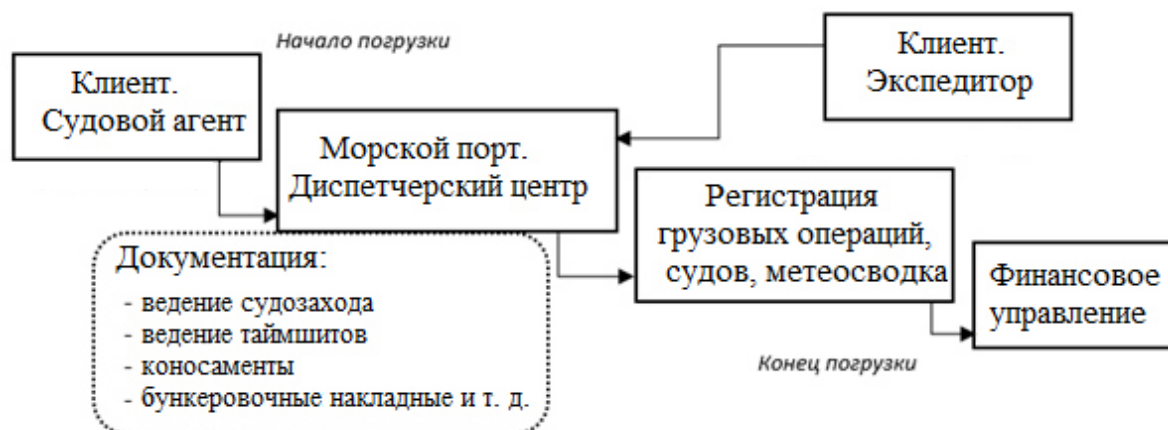 Начало погрузки
Клиент.
Судовой агент
Клиент.
Экспедитор
Морской порт.
Диспетчерский центр
Регистрация
грузовых операций,
судов, метеосводка
Документация:
- ведение судозахода
- ведение таймшитов
- коносаменты
- бункеровочные накладные и т. д.
Финансовое
управление
Конец погрузки